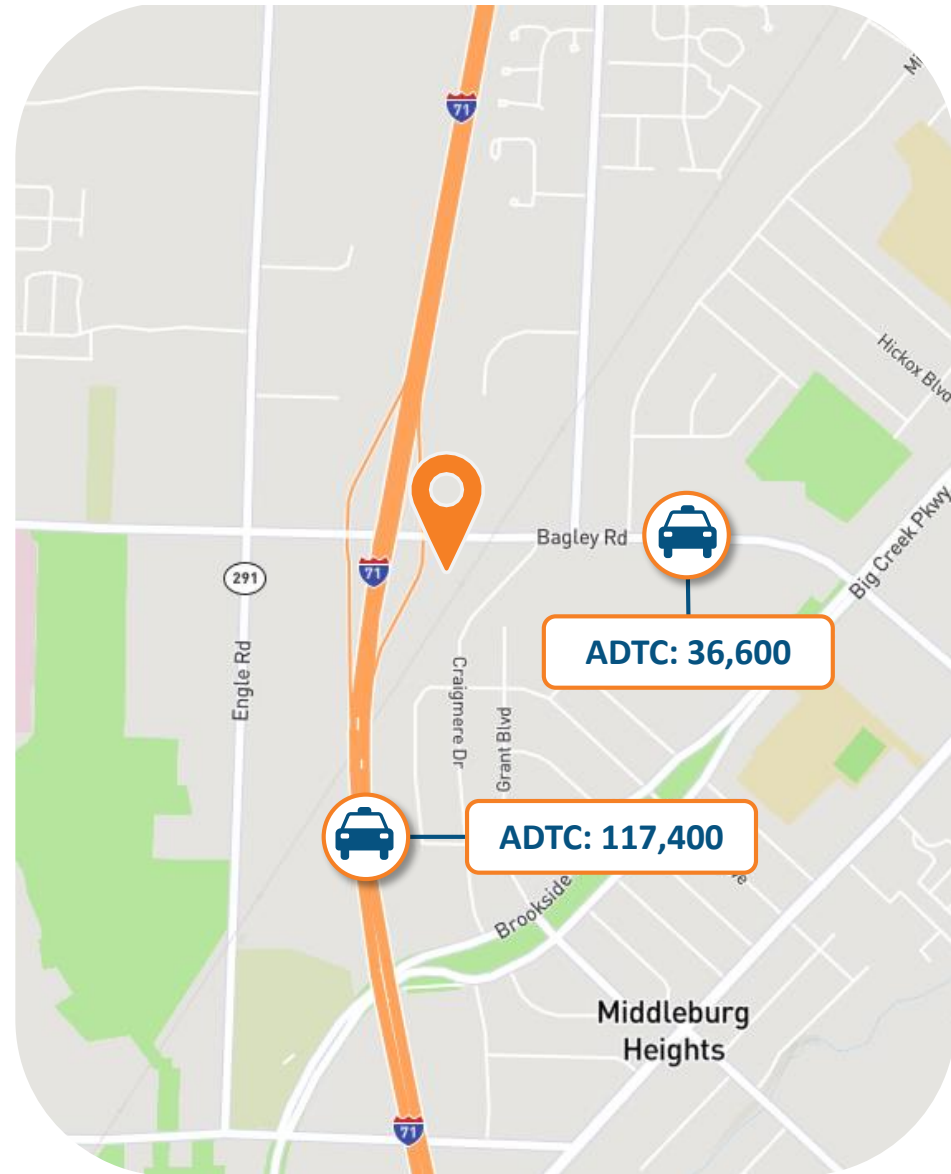 71
Mi
Hickox Blvd
Bagley Rd
Big Creek Pkwy
71
291
ADTC: 36,600
Engle Rd
Craigmere Dr
Grant Blvd
ADTC: 117,400
Brookside
Middleburg
Heights
71